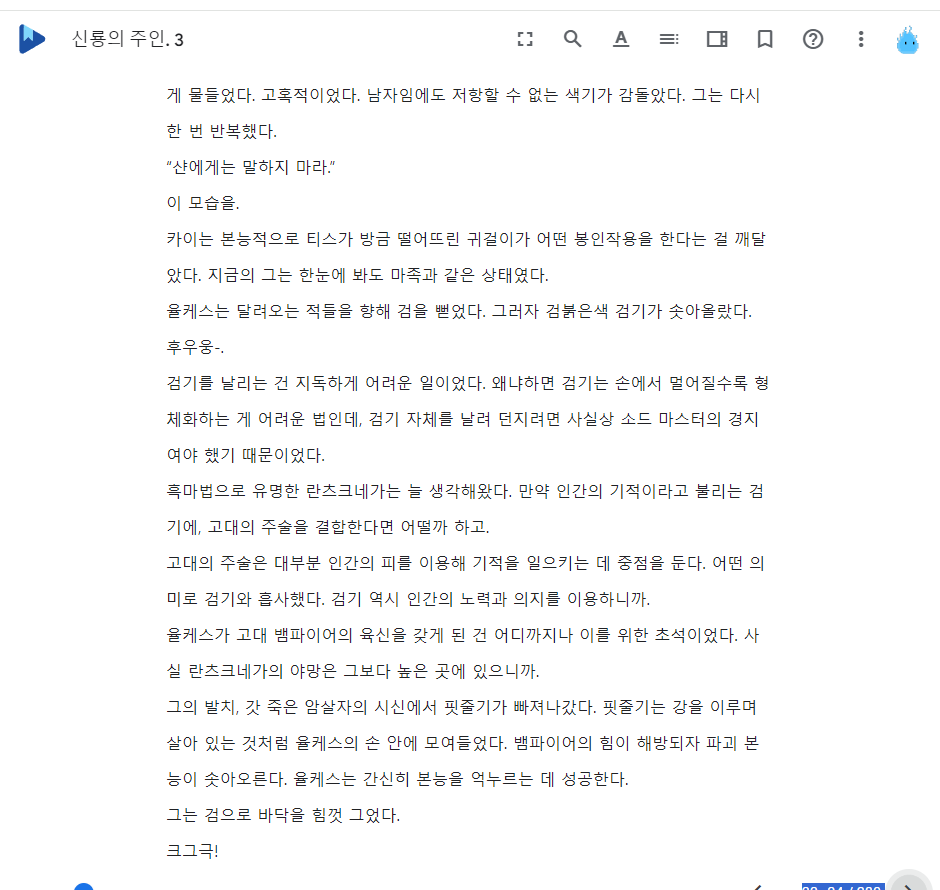 신룡의 주인. 3
게 물들었다. 고혹적이었다. 남자임에도 저항할 수 없는 색기가 감돌았다. 그는 다시
한 번 반복했다.
“샨에게는 말하지 마라.”
이 모습을.
카이는 본능적으로 티스가 방금 떨어뜨린 귀걸이가 어떤 봉인작용을 한다는 걸 깨달
았다. 지금의 그는 한눈에 봐도 마족과 같은 상태였다.
율케스는 달려오는 적들을 향해 검을 뻗었다. 그러자 검붉은색 검기가 솟아올랐다.
후우웅-.
검기를 날리는 건 지독하게 어려운 일이었다. 왜냐하면 검기는 손에서 멀어질수록 형
체화하는 게 어려운 법인데, 검기 자체를 날려 던지려면 사실상 소드 마스터의 경지
여야 했기 때문이었다.
흑마법으로 유명한 란츠크네가는 늘 생각해왔다. 만약 인간의 기적이라고 불리는 검
기에, 고대의 주술을 결합한다면 어떨까 하고.
고대의 주술은 대부분 인간의 피를 이용해 기적을 일으키는 데 중점을 둔다. 어떤 의
미로 검기와 흡사했다. 검기 역시 인간의 노력과 의지를 이용하니까.
율케스가 고대 뱀파이어의 육신을 갖게 된 건 어디까지나 이를 위한 초석이었다. 사
실 란츠크네가의 야망은 그보다 높은 곳에 있으니까.
그의 발치, 갓 죽은 암살자의 시신에서 핏줄기가 빠져나갔다. 핏줄기는 강을 이루며
살아 있는 것처럼 율케스의 손 안에 모여들었다. 뱀파이어의 힘이 해방되자 파괴 본
능이 솟아오른다. 율케스는 간신히 본능을 억누르는 데 성공한다.
그는 검으로 바닥을 힘껏 그었다.
크그극!